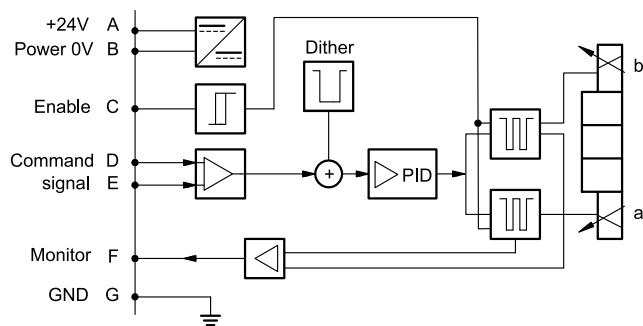 +24V A
Power 0V B
Dither
b
Enable C
Command D
signal E
+
PID
a
Monitor F
GND G